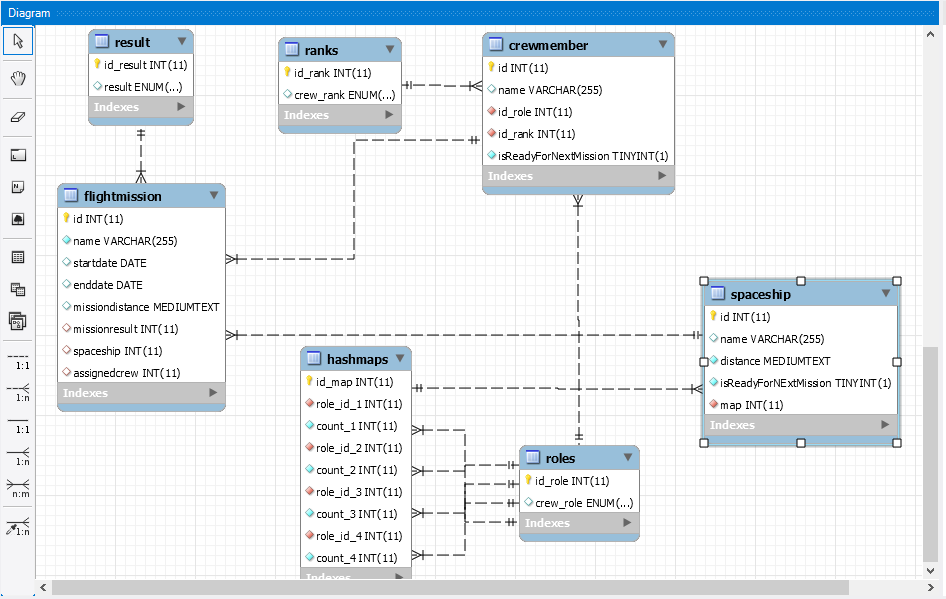 Diagram
result
id_result INT(11)
result ENUM(...)
Indexes
ranks
id_rank INT(11)
crew_rank ENUM(...)
Indexes
crewmember
id INT(11)
name VARCHAR(255)
id_role INT(11)
id_rank INT(11)
isReadyForNextMission TINYINT(1)
Indexes
flightmission
id INT(11)
name VARCHAR(255)
startdate DATE
enddate DATE
missiondistance MEDIUMTEXT
missionresult INT(11)
spaceship INT(11)
assignedcrew INT(11)
Indexes
spaceship
id INT(11)
name VARCHAR(255)
distance MEDIUMTEXT
isReadyForNExtMission TINYINT(1)
map INT(11)
Indexes
hashmaps
id_map INT(11)
role_id_1 INT(11)
count_1 INT(11)
role_id_2 INT(11)
count_2 INT(11)
role_id_3 INT(11)
count_3 INT(11)
role_id_4 INT(11)
count_4 INT(11)
Indexes
roles
id_role INT(11)
crew_role ENUM(...)
Indexes
1:1
1:n
1:1
1:n
n:m
1:n